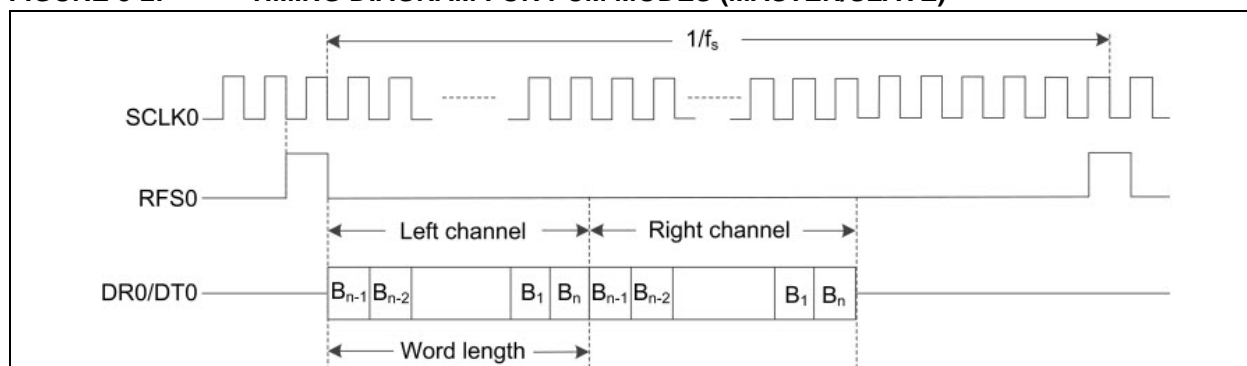 1/fs
SCLK0
RFS0
Left channel Right channel
DR0/DT0 Bn-1 Bn-2 B1 Bn Bn-1 Bn-2 B1 Bn
Word length